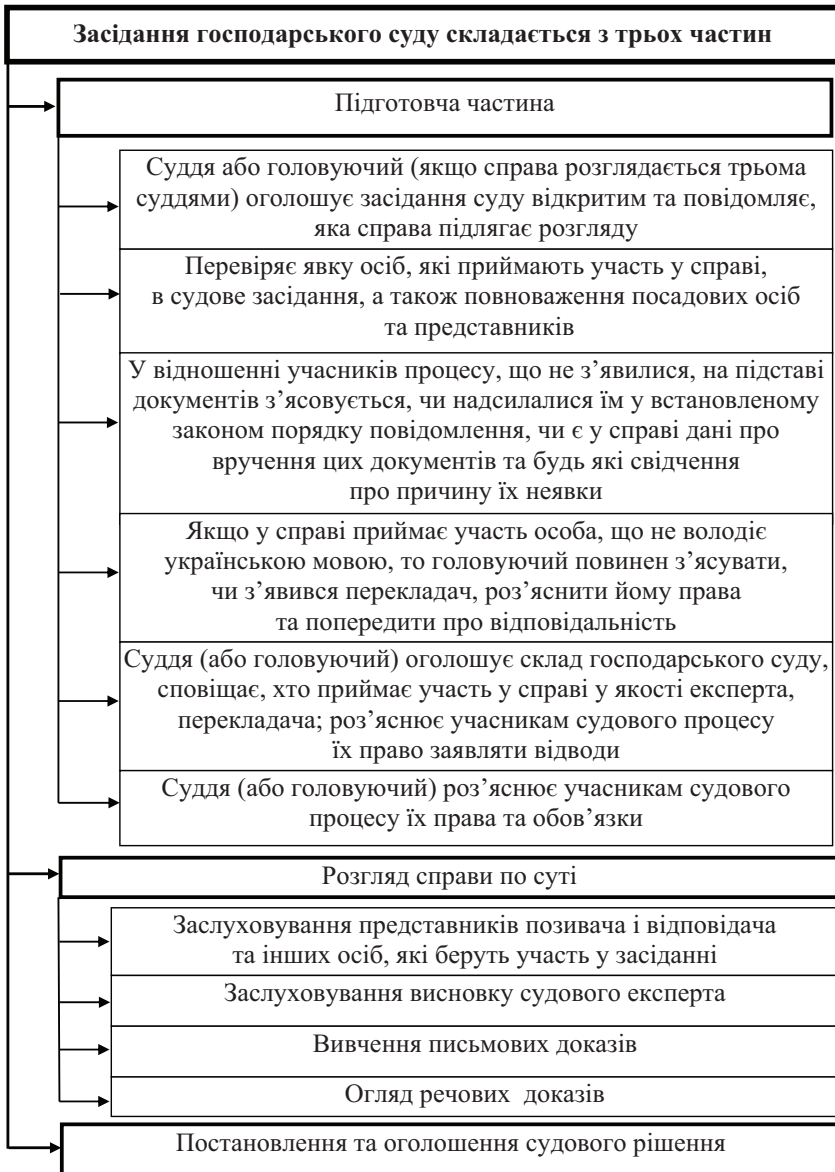 Засідання господарського суду складається з трьох частин
Підготовча частина
Суддя або головуючий (якщо справа розглядається трьома
суддями) оголошує засідання суду відкритим та повідомляє,
яка справа підлягає розгляду
Перевіряє явку осіб, які приймають участь у справі,
в судове засідання, а також повноваження посадових осіб
та представників
У відношенні учасників процесу, що не з’явилися, на підставі
документів з’ясовується, чи надсилалися їм у встановленому
законом порядку повідомлення, чи є у справі дані про
вручення цих документів та будь які свідчення
про причину їх неявки
Якщо у справі приймає участь особа, що не володіє
українською мовою, то головуючий повинен з’ясувати,
чи з’явився перекладач, роз’яснити йому права
та попередити про відповідальність
Суддя (або головуючий) оголошує склад господарського суду,
сповіщає, хто приймає участь у справі у якості експерта,
перекладача; роз’яснює учасникам судового процесу
їх право заявляти відводи
Суддя (або головуючий) роз’яснює учасникам судового
процесу їх права та обов’язки
Розгляд справи по суті
Заслуховування представників позивача і відповідача
та інших осіб, які беруть участь у засіданні
Заслуховування висновку судового експерта
Вивчення письмових доказів
Огляд речових доказів
Постановлення та оголошення судового рішення